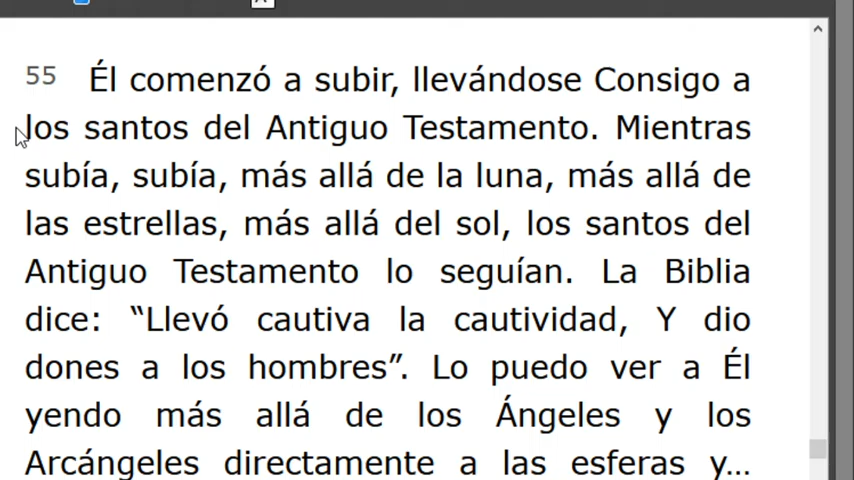 55 Él comenzó a subir, llevándose Consigo a
los santos del Antiguo Testamento. Mientras
subía, subía, más allá de la luna, más allá de
las estrellas, más allá del sol, los santos del
Antiguo Testamento lo seguían. La Biblia
dice: “Llevó cautiva la cautividad, Y dio
dones a los hombres”. Lo puedo ver a Él
yendo más allá de los Ángeles y los
Arcángeles directamente a las esferas y...